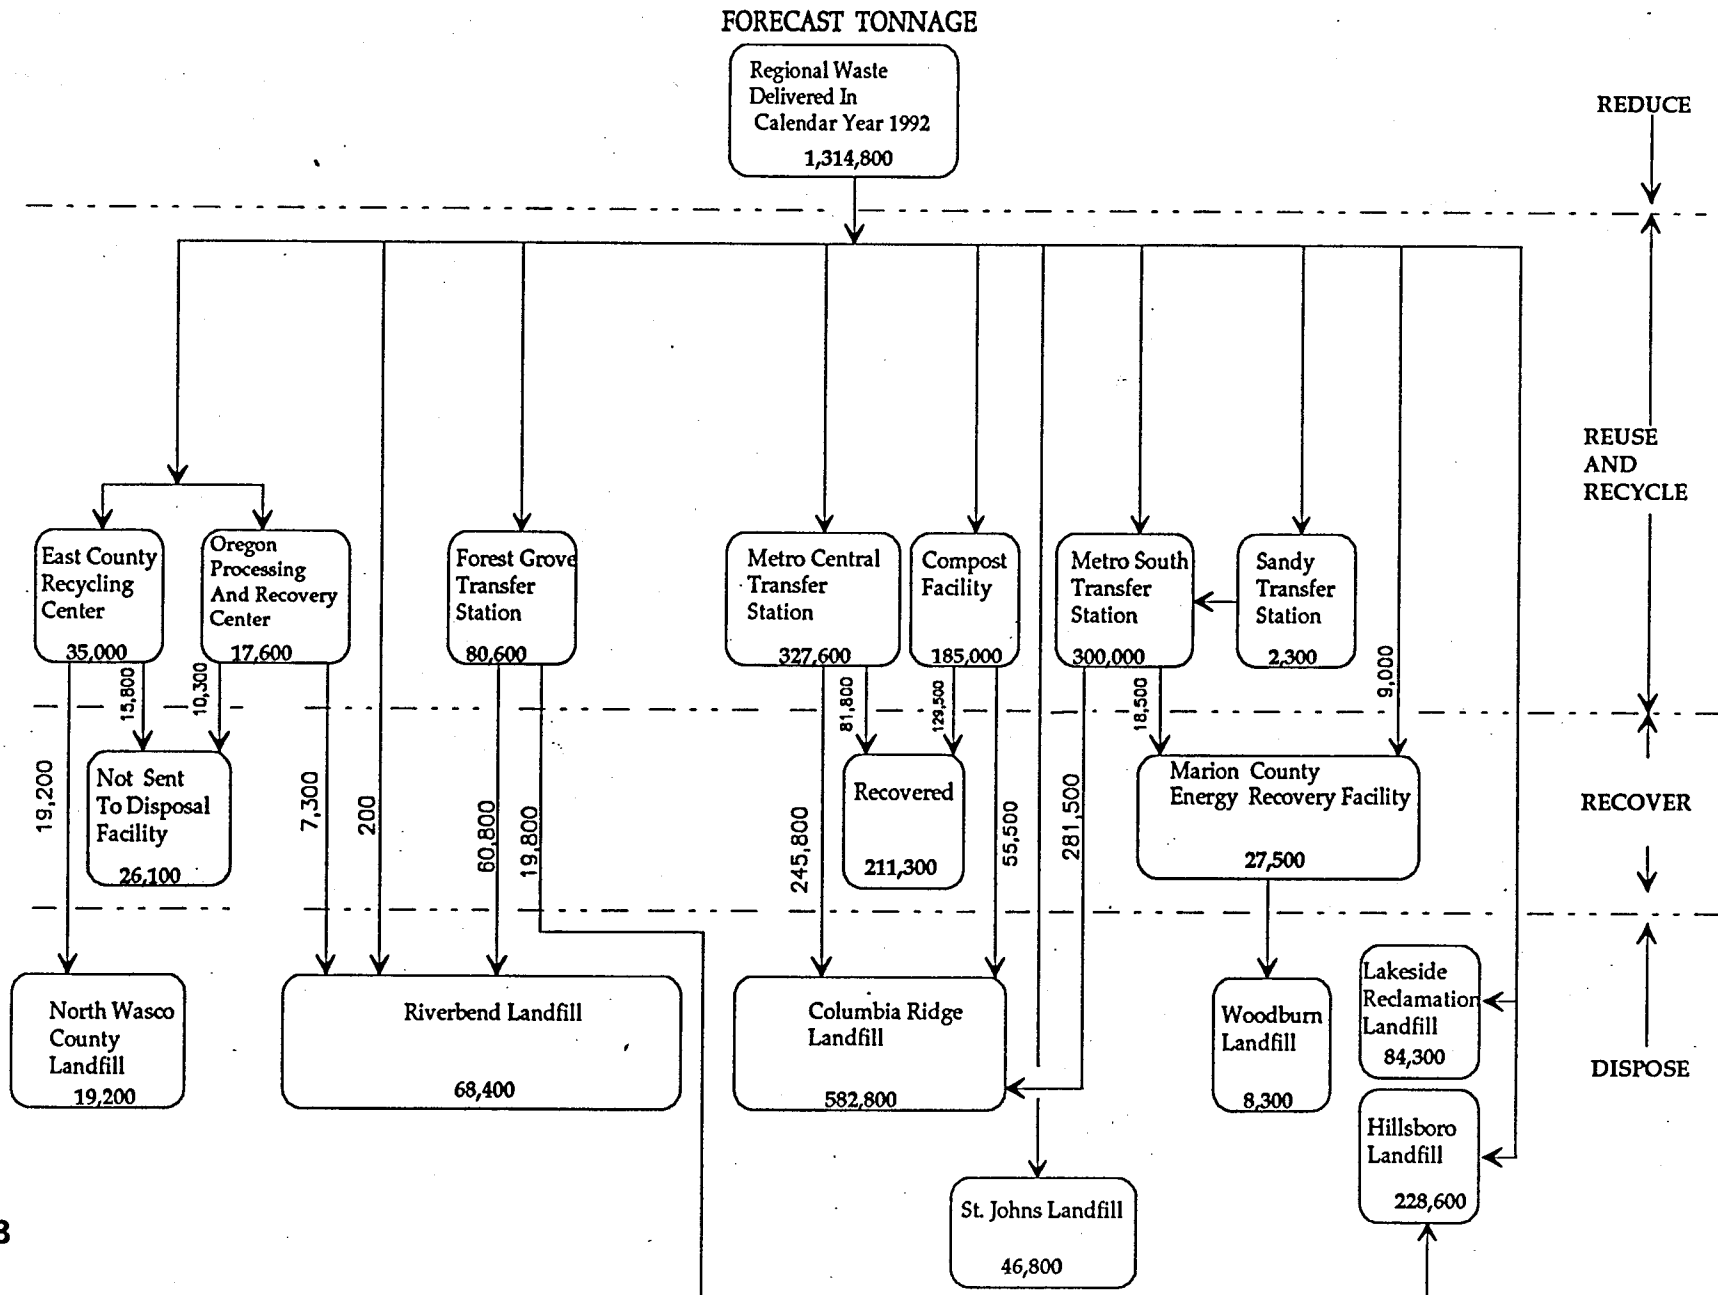 FORECAST TONNAGE
Regional Waste
Delivered In
Calendar Year 1992
1,314,800
REDUCE
REUSE
AND
RECYCLE
East County
Recycling
Center
35,000
Oregon
Processing
And Recovery
Center
17,600
Forest Grove
Transfer
Station
80,600
Metro Central
Transfer
Station
327,600
Compost
Facility
185,000
Metro South
Transfer
Station
300,000
Sandy
Transfer
Station
2,300
19,200
15,800
10,300
7,300
200
60,800
19,800
245,800
81,800
129,500
55,500
281,500
18,500
9,000
Not Sent
To Disposal
Facility
26,100
Recovered
211,300
Marion County
Energy Recovery Facility
27,500
RECOVER
North Wasco
County
Landfill
19,200
Riverbend Landfill
68,400
Columbia Ridge
Landfill
582,800
Woodburn
Landfill
8,300
Lakeside
Reclamation
Landfill
84,300
DISPOSE
Hillsboro
Landfill
228,600
St. Johns Landfill
46,800
3